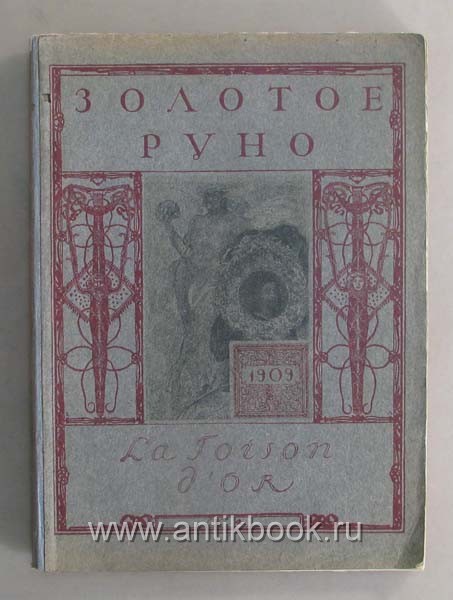 ЗОЛОТОЕ
РУНО
1909
La Toison
d'OR
www.antikbook.ru